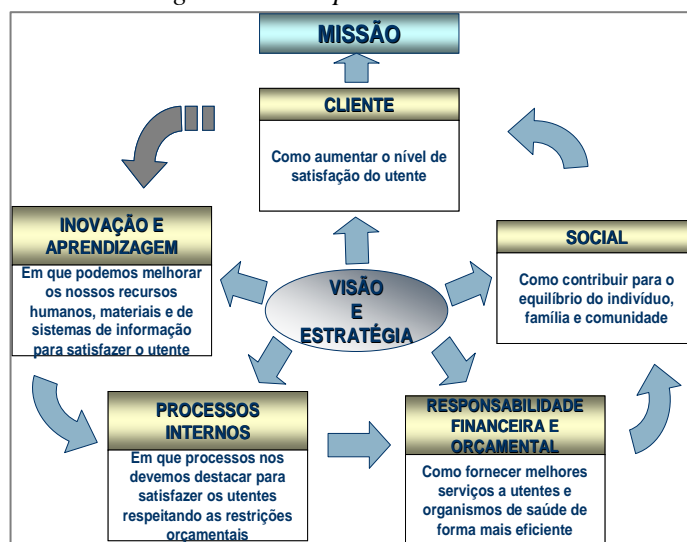 MISSÃO
CLIENTE
Como aumentar o nível de
satisfação do utente
INOVAÇÃO E
APRENDIZAGEM
Em que podemos melhorar
os nossos recursos
humanos, materiais e de
sistemas de informação
para satisfazer o utente
SOCIAL
Como contribuir para o
equilíbrio do indivíduo,
família e comunidade
VISÃO
E
ESTRATÉGIA
PROCESSOS
INTERNOS
Em que processos nos
devemos destacar para
satisfazer os utentes
respeitando as restrições
orçamentais
RESPONSABILIDADE
FINANCEIRA E
ORÇAMENTAL
Como fornecer melhores
serviços a utentes e
organismos de saúde de
forma mais eficiente